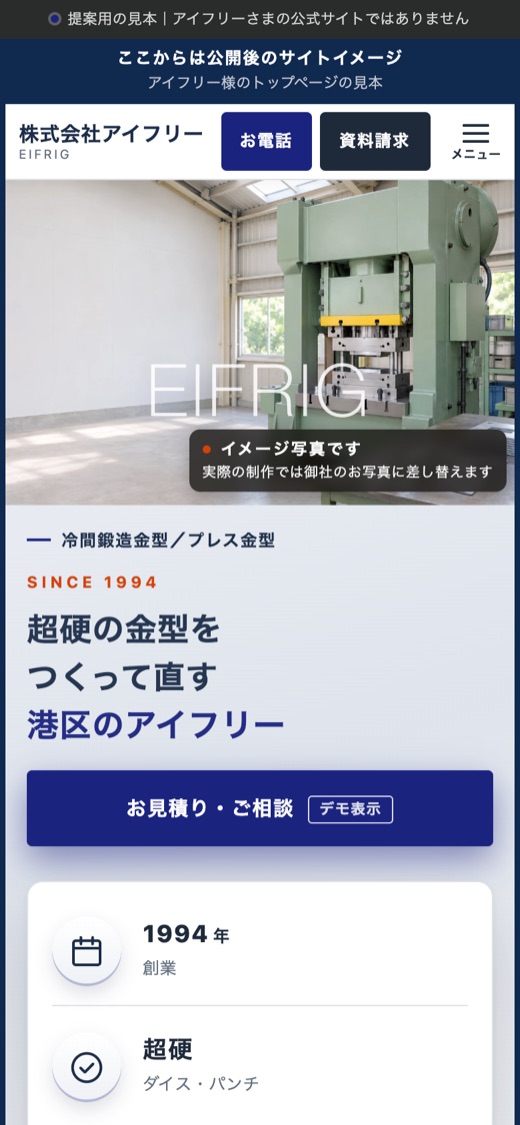 提案用の見本｜アイフリーさまの公式サイトではありません
ここからは公開後のサイトイメージ
アイフリー様のトップページの見本
株式会社アイフリー
EIFRIG
お電話
資料請求
メニュー
EIFRIG
イメージ写真です
実際の制作では御社のお写真に差し替えます
冷間鍛造金型／プレス金型
SINCE 1994
超硬の金型を
つくって直す
港区のアイフリー
お見積り・ご相談 デモ表示
1994 年
創業
超硬
ダイス・パンチ